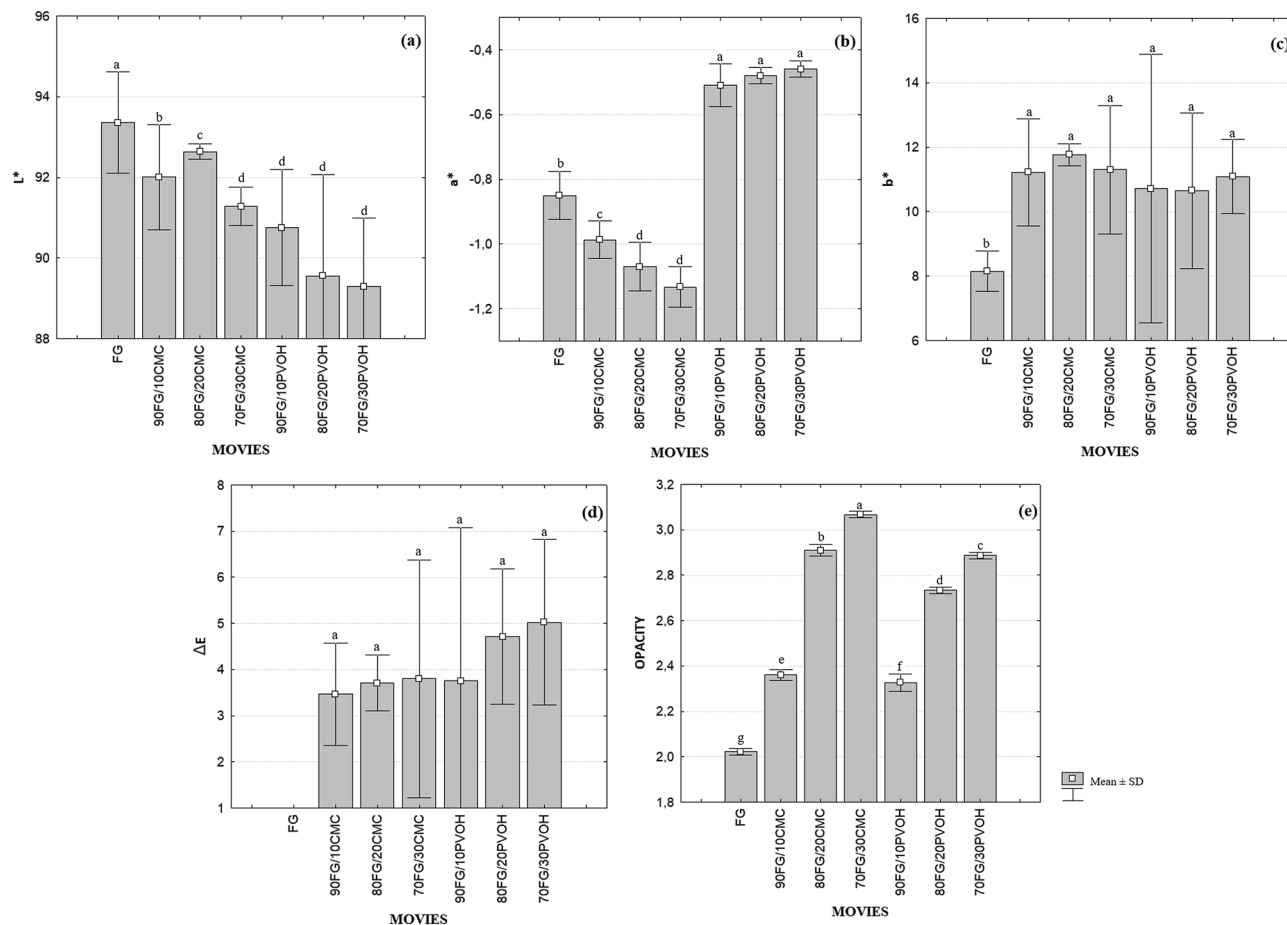 (a)
96
94
92
90
88
L*
a
b
c
d
d
d
d
FG
90FG/10CMC
80FG/20CMC
70FG/30CMC
90FG/10PVOH
80FG/20PVOH
70FG/30PVOH
MOVIES
(b)
-0,4
-0,6
-0,8
-1,0
-1,2
a*
b
c
d
d
a
a
a
FG
90FG/10CMC
80FG/20CMC
70FG/30CMC
90FG/10PVOH
80FG/20PVOH
70FG/30PVOH
MOVIES
(c)
16
14
12
10
8
6
b*
b
a
a
a
a
a
a
FG
90FG/10CMC
80FG/20CMC
70FG/30CMC
90FG/10PVOH
80FG/20PVOH
70FG/30PVOH
MOVIES
(d)
8
7
6
5
4
3
2
1
ΔE
a
a
a
a
a
a
FG
90FG/10CMC
80FG/20CMC
70FG/30CMC
90FG/10PVOH
80FG/20PVOH
70FG/30PVOH
MOVIES
(e)
3,2
3,0
2,8
2,6
2,4
2,2
2,0
1,8
OPACITY
g
e
b
a
f
d
c
FG
90FG/10CMC
80FG/20CMC
70FG/30CMC
90FG/10PVOH
80FG/20PVOH
70FG/30PVOH
MOVIES
Mean ± SD